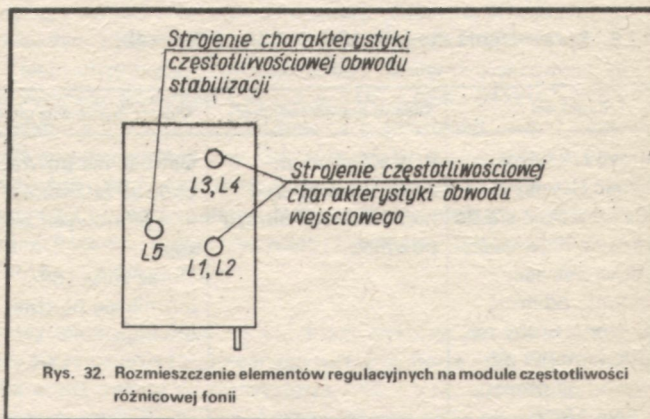 Strojenie charakterystyki
częstotliwościowej obwodu
stabilizacji
Strojenie częstotliwościowej
charakterystyki obwodu
wejściowego
L3, L4
L5
L1, L2
Rys. 32. Rozmieszczenie elementów regulacyjnych na module częstotliwości
różnicowej fonii